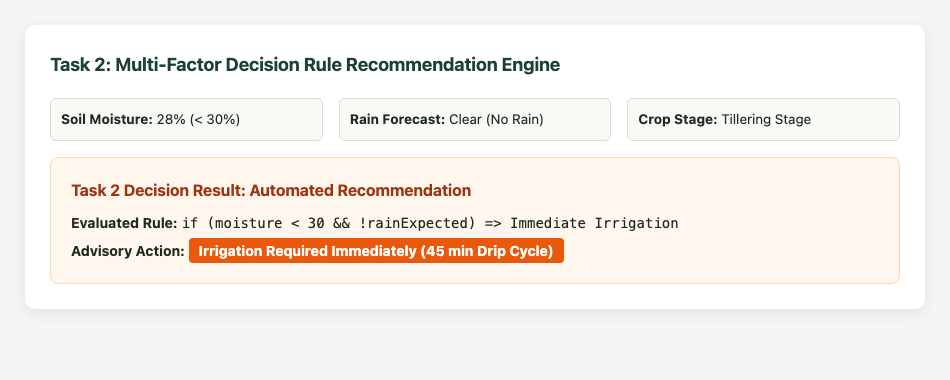 Task 2: Multi-Factor Decision Rule Recommendation Engine
Soil Moisture: 28% (< 30%)
Rain Forecast: Clear (No Rain)
Crop Stage: Tillering Stage
Task 2 Decision Result: Automated Recommendation
Evaluated Rule: if (moisture < 30 && !rainExpected) => Immediate Irrigation
Advisory Action: Irrigation Required Immediately (45 min Drip Cycle)